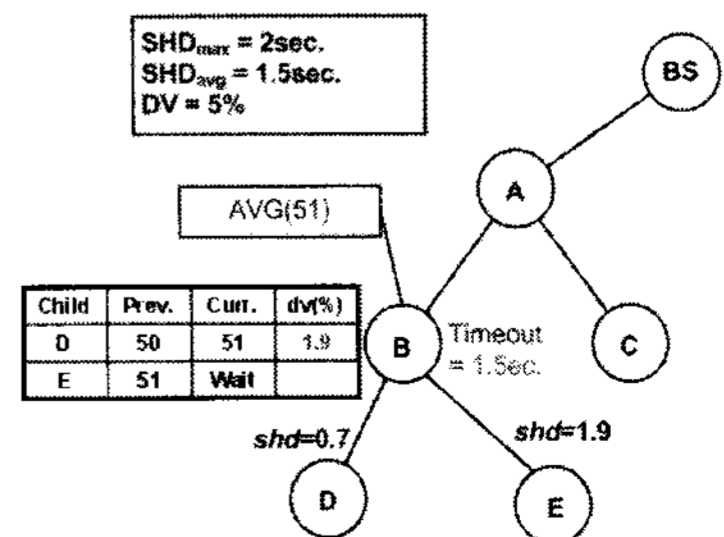 SHDmax = 2sec.
SHDavg = 1.5sec.
DV = 5%
BS
A
AVG(51)
Child Prev. Curr. dv(%)
D 50 51 1.9
E 51 Wait
B
Timeout
= 1.5ec.
C
shd=0.7
shd=1.9
D
E